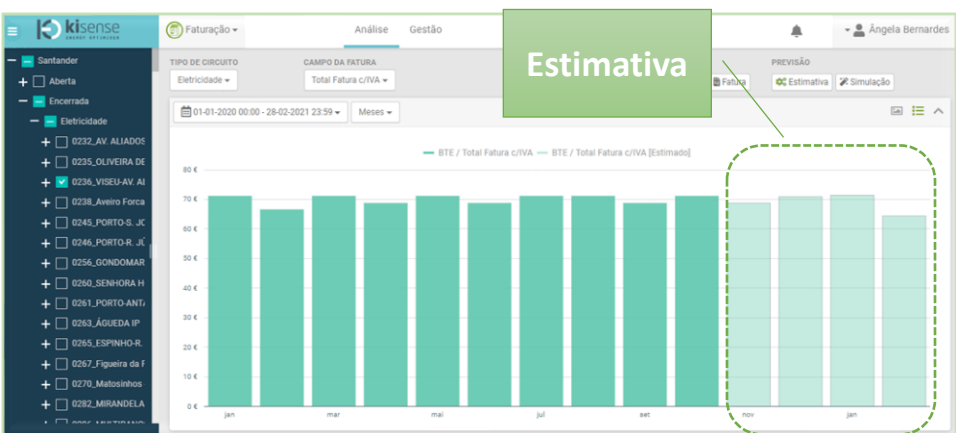 kisense
ENERGY OPTIMIZER
Faturação
Análise
Gestão
Ângela Bernardes
Estimativa
Santander
Aberta
Encerrada
Eletricidade
0232_AV. ALIADOS
0235_OLIVEIRA DE
0236_VISEU-AV. AL
0238_Aveiro Forca
0245_PORTO-S. JO
0246_PORTO-R. JÚ
0256_GONDOMAR
0260_SENHORA H
0261_PORTO-ANTA
0263_ÁGUEDA IP
0265_ESPINHO-R.
0267_Figueira da F
0270_Matosinhos
0282_MIRANDELA
TIPO DE CIRCUITO
Eletricidade
CAMPO DA FATURA
Total Fatura c/IVA
Fatura
PREVISÃO
Estimativa
Simulação
01-01-2020 00:00 - 28-02-2021 23:59
Meses
BTE / Total Fatura c/IVA
BTE / Total Fatura c/IVA [Estimado]
80 €
70 €
60 €
50 €
40 €
30 €
20 €
10 €
0 €
jan
mar
mai
jul
set
nov
jan